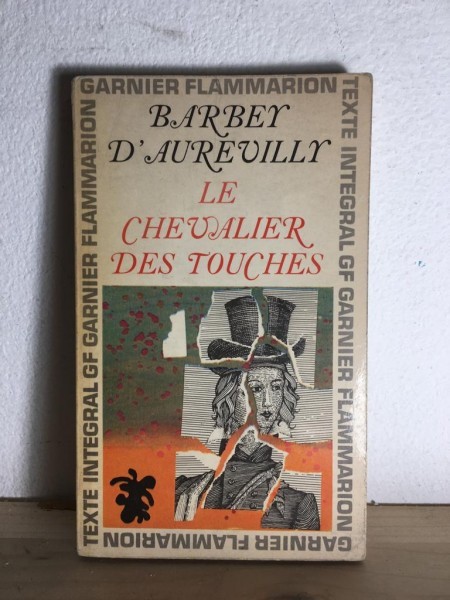 GARNIER FLAMMARION
TEXTE INTEGRAL GF GARNIER FLAMMARION
BARBEY
D'AUREVILLY
LE
CHEVALIER
DES TOUCHES
TEXTE INTEGRAL GF GARNIER FLAMMARION
GARNIER FLAMMARION